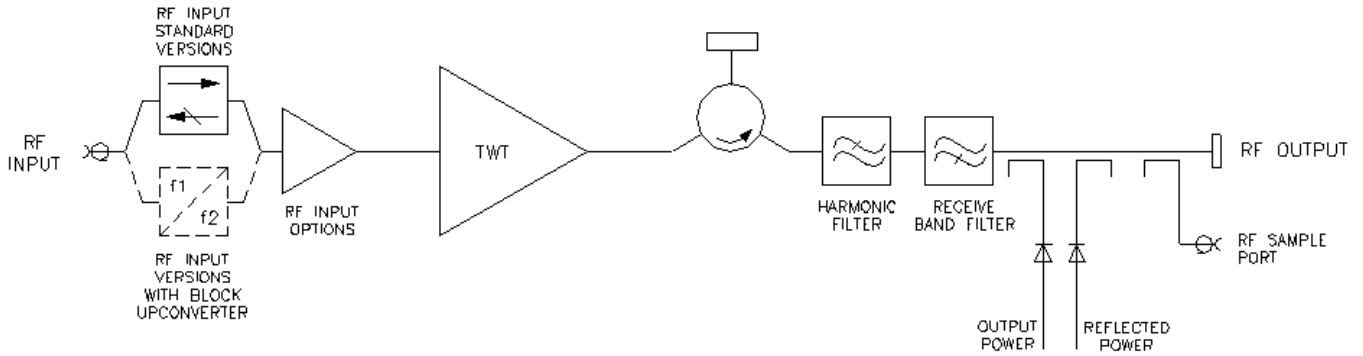 RF INPUT
STANDARD
VERSIONS
RF
INPUT
f1
f2
RF INPUT
VERSIONS
WITH BLOCK
UPCONVERTER
RF INPUT
OPTIONS
TWT
HARMONIC
FILTER
RECEIVE
BAND FILTER
RF OUTPUT
RF SAMPLE
PORT
OUTPUT
POWER
REFLECTED
POWER